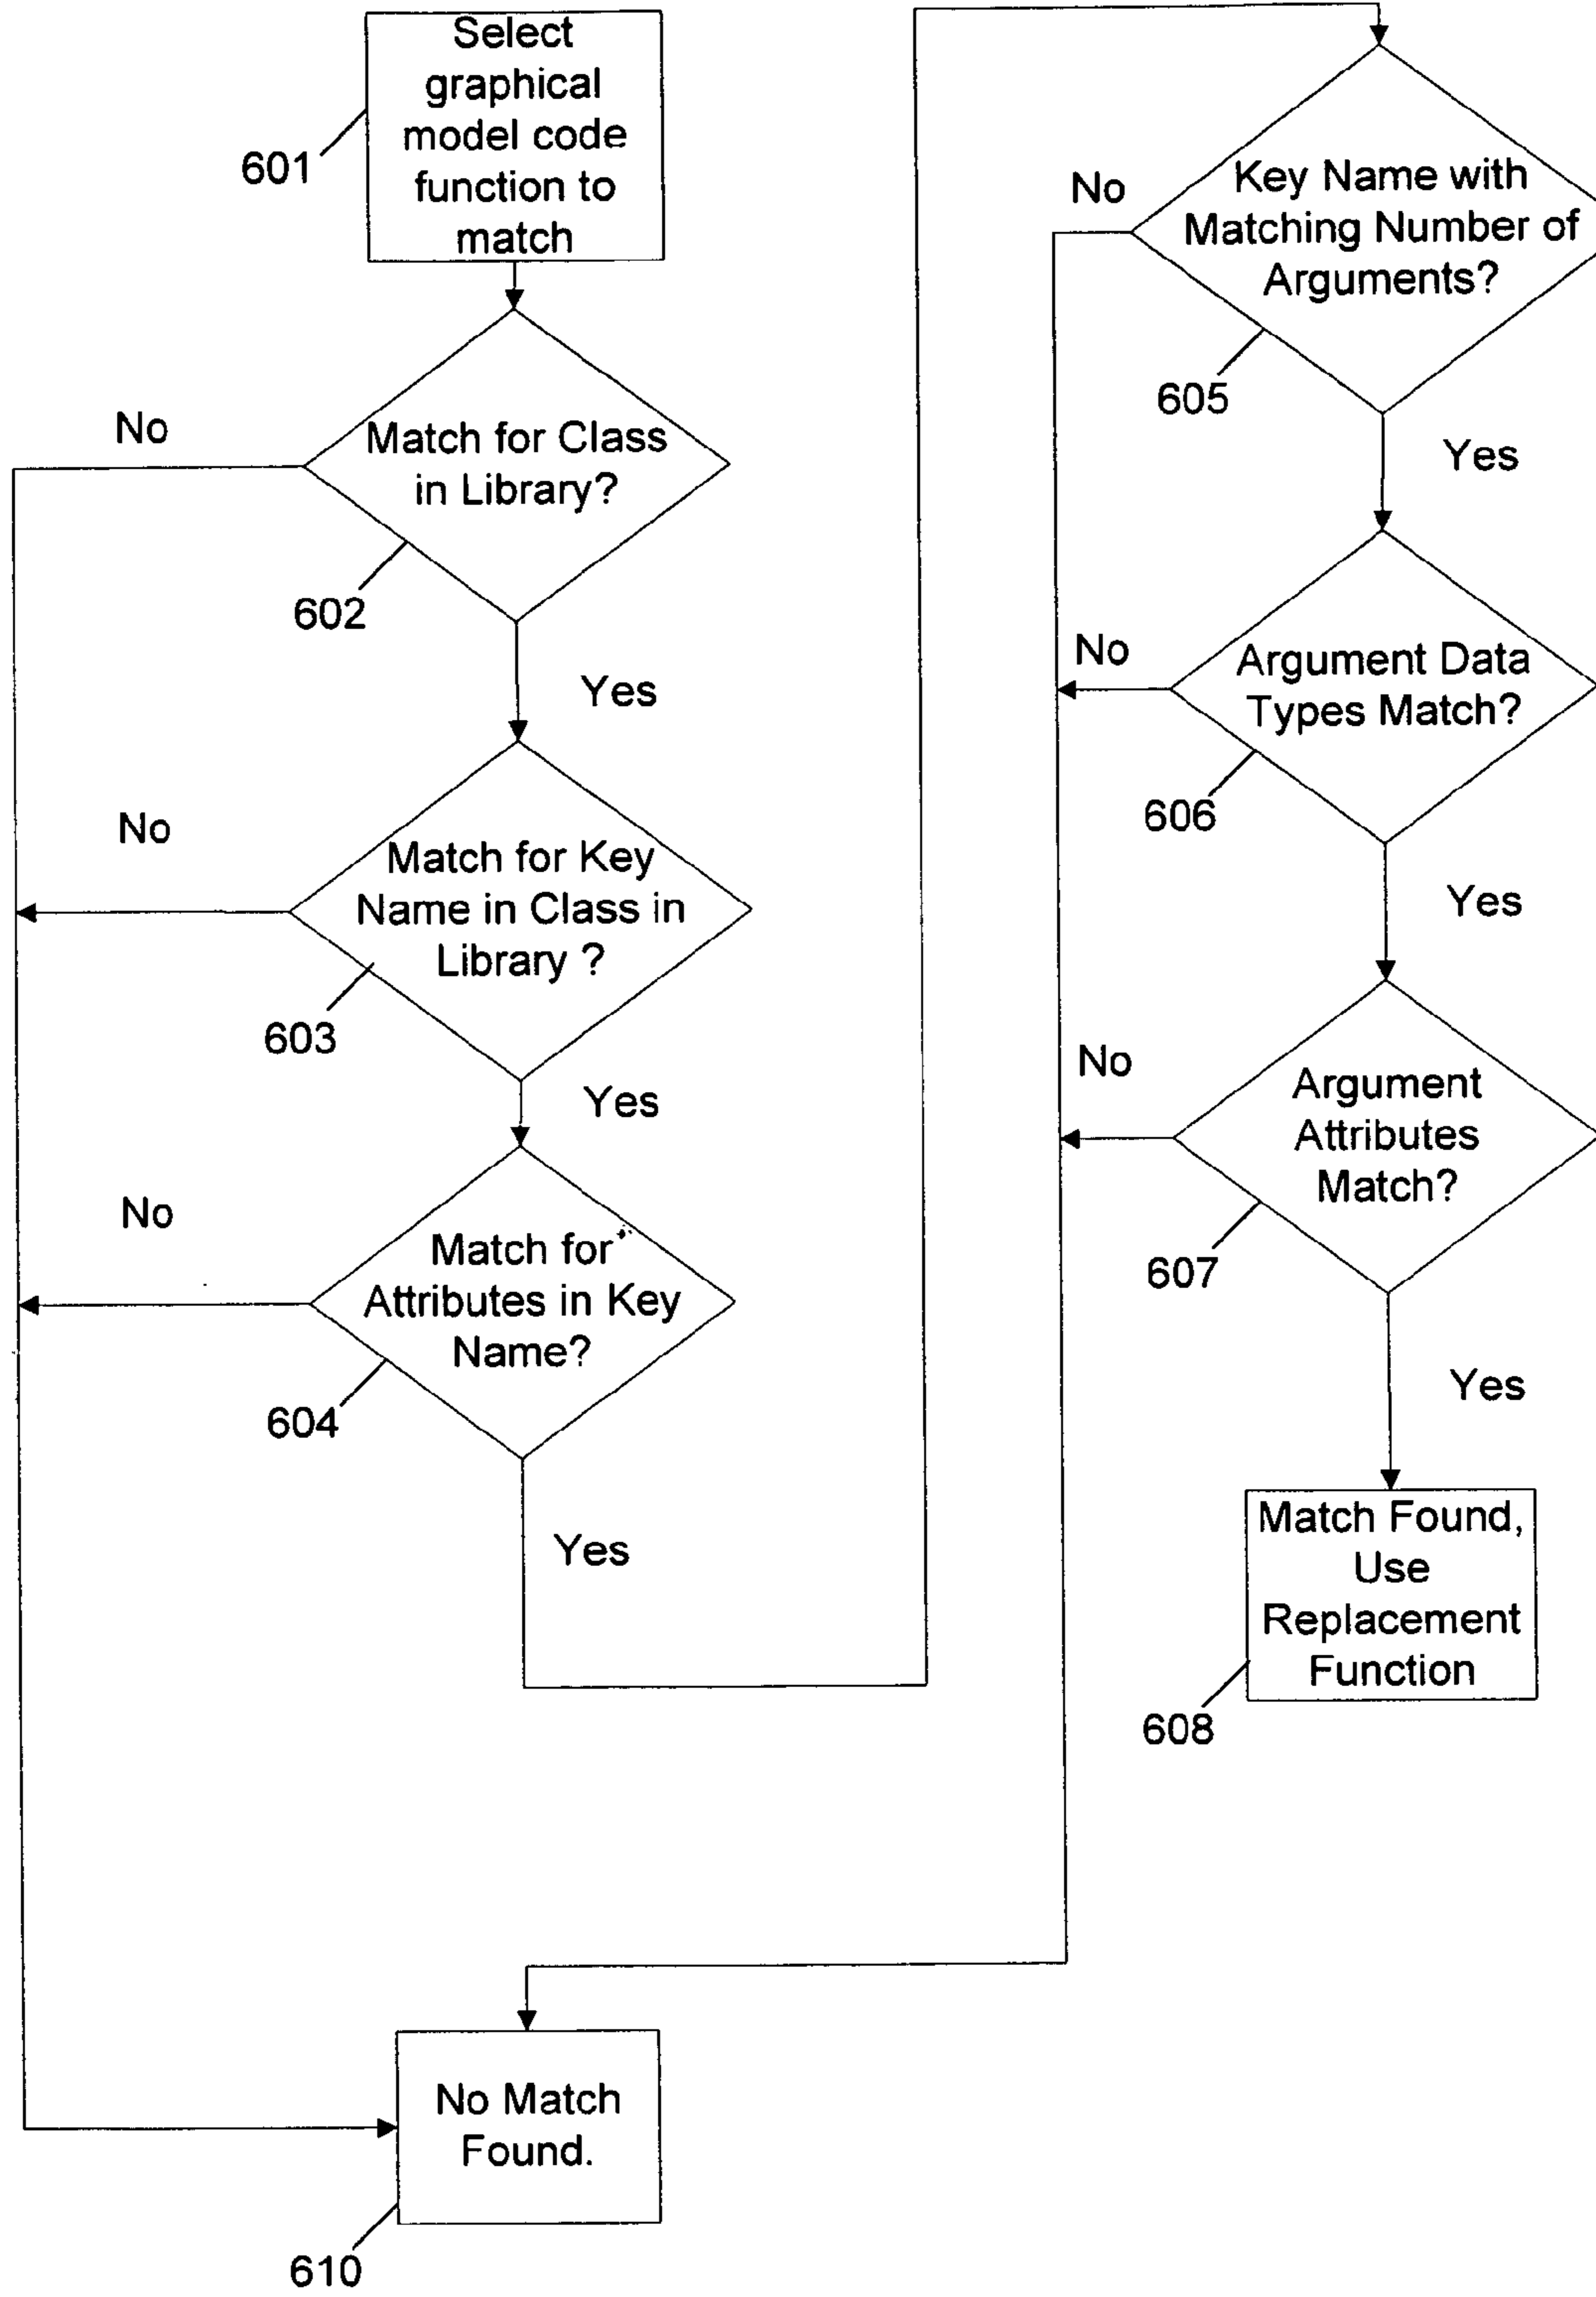 Select
graphical
model code
function to
match
601
Match for Class
in Library?
No
602
Yes
Match for Key
Name in Class in
Library ?
No
603
Yes
Match for
Attributes in Key
Name?
No
604
Yes
Key Name with
Matching Number of
Arguments?
No
605
Yes
Argument Data
Types Match?
No
606
Yes
Argument
Attributes
Match?
No
607
Yes
Match Found,
Use
Replacement
Function
608
No Match
Found.
610